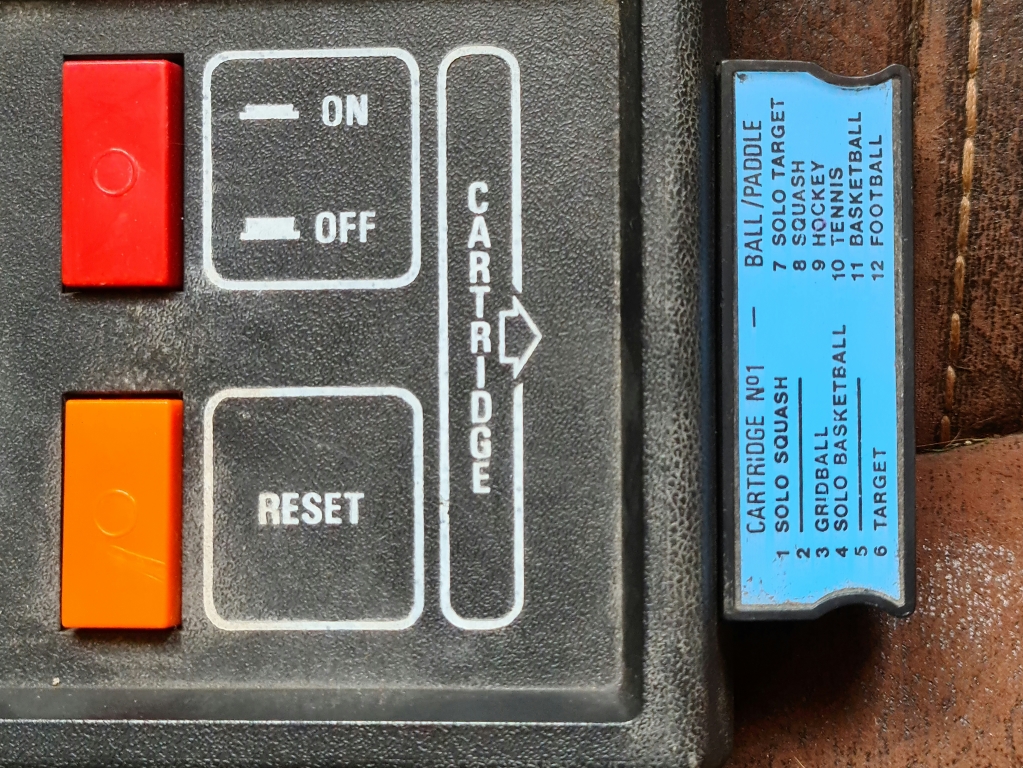 ON
OFF
RESET
CARTRIDGE
CARTRIDGE Nº1 — BALL/PADDLE
1 SOLO SQUASH
2
3 GRIDBALL
4 SOLO BASKETBALL
5
6 TARGET
7 SOLO TARGET
8 SQUASH
9 HOCKEY
10 TENNIS
11 BASKETBALL
12 FOOTBALL